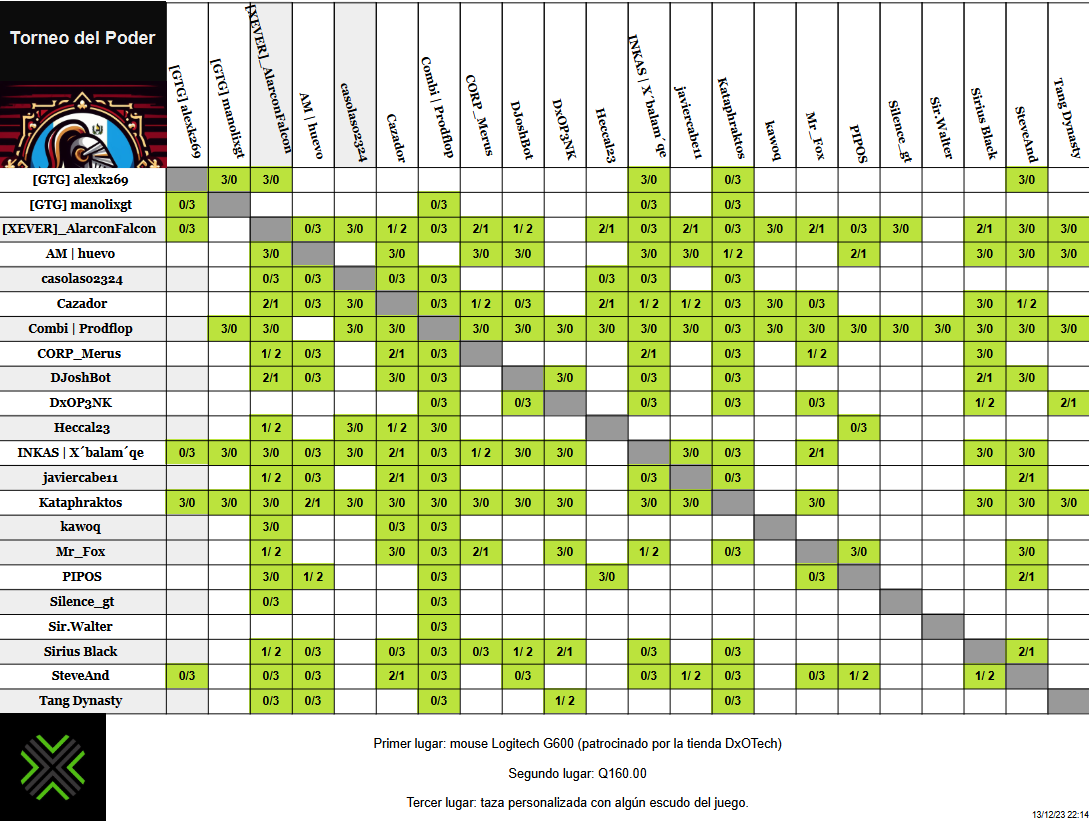 Torneo del Poder
[GTG] alexk269
[GTG] manolixgt
[XEVER]_AlarconFalcon
AM | huevo
casolaso2324
Cazador
Combi | Prodflop
CORP_Merus
DJoshBot
DxOP3NK
Heccal23
INKAS | X´balam´qe
javiercabe11
Kataphraktos
kawoq
Mr_Fox
PIPOS
Silence_gt
Sir.Walter
Sirius Black
SteveAnd
Tang Dynasty
[GTG] alexk269 3/0 3/0 3/0 0/3 3/0
[GTG] manolixgt 0/3 0/3 0/3 0/3
[XEVER]_AlarconFalcon 0/3 0/3 3/0 1/ 2 0/3 2/1 1/ 2 2/1 0/3 2/1 0/3 3/0 2/1 0/3 3/0 2/1 3/0 3/0
AM | huevo 3/0 3/0 3/0 3/0 3/0 3/0 1/ 2 2/1 3/0 3/0 3/0
casolaso2324 0/3 0/3 0/3 0/3 0/3 0/3 0/3
Cazador 2/1 0/3 3/0 0/3 1/ 2 0/3 2/1 1/ 2 1/ 2 0/3 3/0 0/3 3/0 1/ 2
Combi | Prodflop 3/0 3/0 3/0 3/0 3/0 3/0 3/0 3/0 3/0 3/0 3/0 3/0 3/0 3/0 3/0 3/0 3/0 3/0 3/0
CORP_Merus 1/ 2 0/3 2/1 0/3 2/1 0/3 1/ 2 3/0
DJoshBot 2/1 0/3 3/0 0/3 3/0 0/3 0/3 2/1 3/0
DxOP3NK 0/3 0/3 0/3 0/3 0/3 1/ 2 2/1
Heccal23 1/ 2 3/0 1/ 2 3/0 0/3
INKAS | X´balam´qe 0/3 3/0 3/0 0/3 3/0 2/1 0/3 1/ 2 3/0 3/0 3/0 0/3 2/1 3/0 3/0
javiercabe11 1/ 2 0/3 2/1 0/3 0/3 0/3 2/1
Kataphraktos 3/0 3/0 3/0 2/1 3/0 3/0 3/0 3/0 3/0 3/0 3/0 3/0 3/0 3/0 3/0 3/0
kawoq 3/0 0/3 0/3
Mr_Fox 1/ 2 3/0 0/3 2/1 3/0 1/ 2 0/3 3/0 3/0
PIPOS 3/0 1/ 2 0/3 3/0 0/3 2/1
Silence_gt 0/3 0/3
Sir.Walter 0/3
Sirius Black 1/ 2 0/3 0/3 0/3 0/3 1/ 2 2/1 0/3 0/3 2/1
SteveAnd 0/3 0/3 0/3 2/1 0/3 0/3 0/3 1/ 2 0/3 0/3 1/ 2 1/ 2
Tang Dynasty 0/3 0/3 0/3 1/ 2 0/3
Primer lugar: mouse Logitech G600 (patrocinado por la tienda DxOTech)
Segundo lugar: Q160.00
Tercer lugar: taza personalizada con algún escudo del juego.
13/12/23 22:14